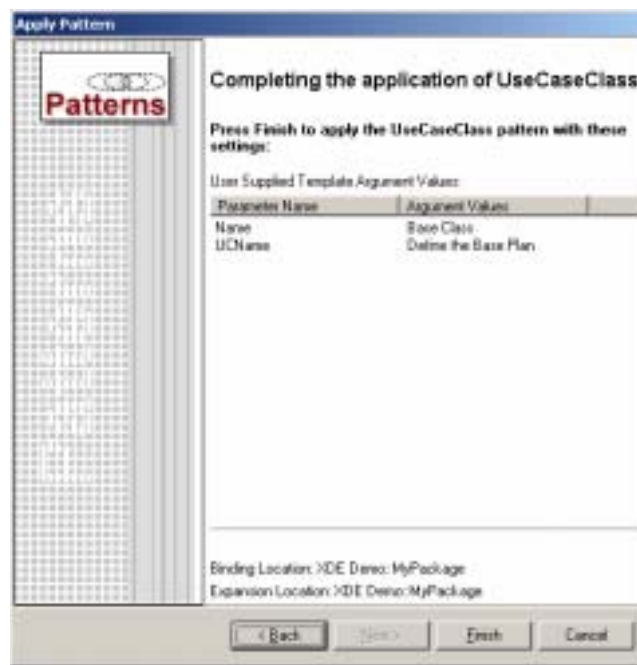 Apply Pattern
Patterns
Completing the application of UseCaseClass
Press Finish to apply the UseCaseClass pattern with these
settings:
User Supplied Template Argument Values:
Parameter Name Argument Values
Name Base Class
UCName Define the Base Plan
Binding Location: XDE Demo: MyPackage
Expansion Location: XDE Demo: MyPackage
< Back Next > Finish Cancel